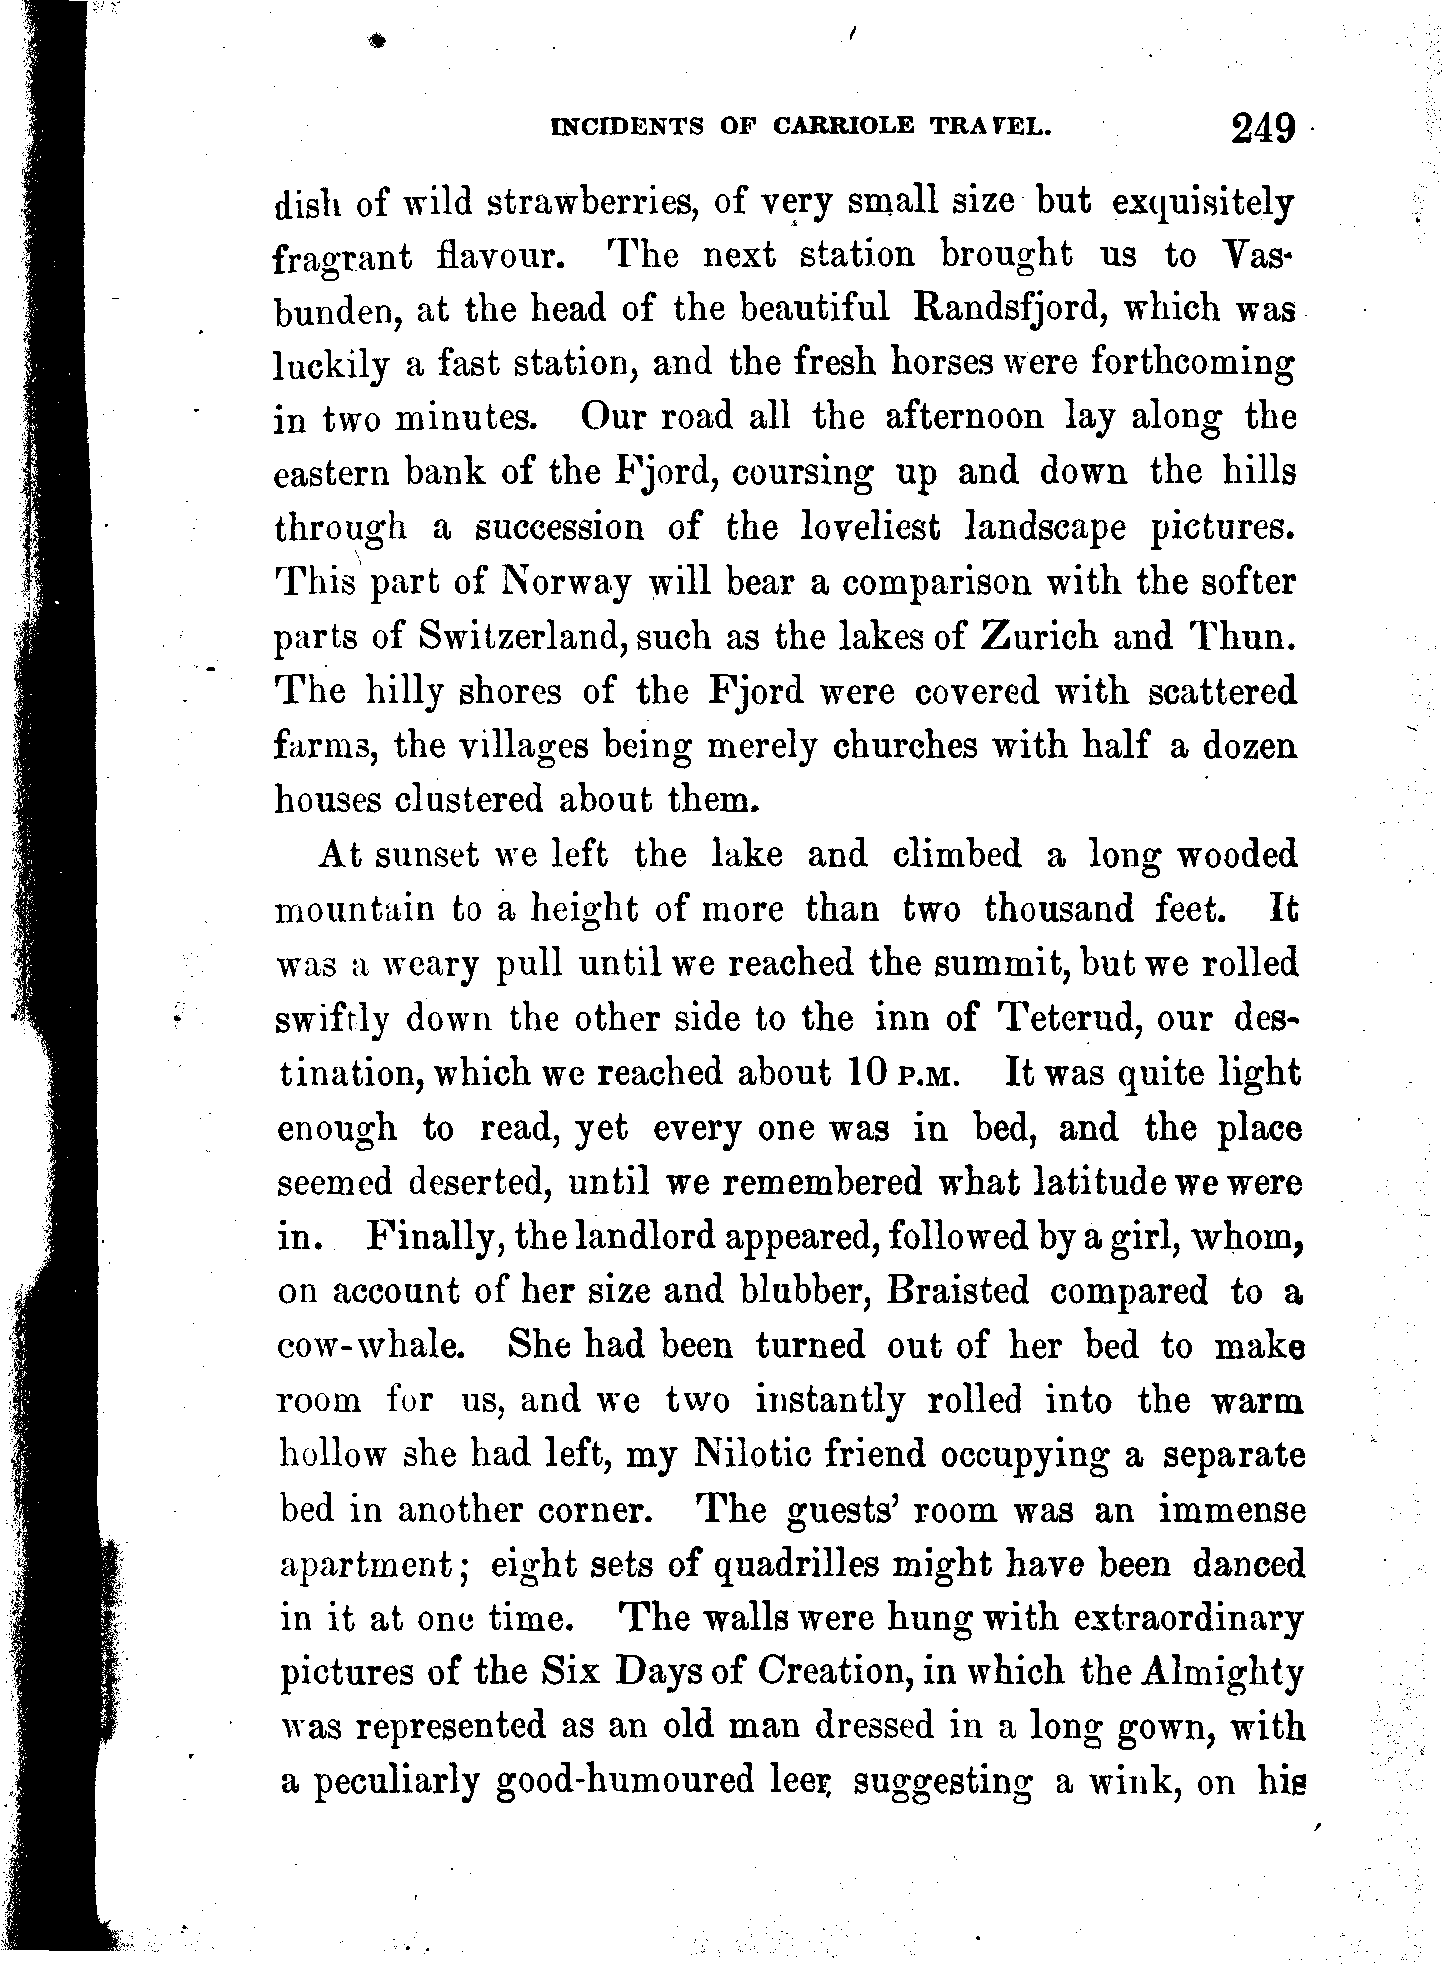 INCIDENTS OF CARRIOLE TRAVEL. 249
dish of wild strawberries, of very small size but exquisitely
fragrant flavour. The next station brought us to Vas-
bunden, at the head of the beautiful Randsfjord, which was
luckily a fast station, and the fresh horses were forthcoming
in two minutes. Our road all the afternoon lay along the
eastern bank of the Fjord, coursing up and down the hills
through a succession of the loveliest landscape pictures.
This part of Norway will bear a comparison with the softer
parts of Switzerland, such as the lakes of Zurich and Thun.
The hilly shores of the Fjord were covered with scattered
farms, the villages being merely churches with half a dozen
houses clustered about them.
At sunset we left the lake and climbed a long wooded
mountain to a height of more than two thousand feet. It
was a weary pull until we reached the summit, but we rolled
swiftly down the other side to the inn of Teterud, our des-
tination, which we reached about 10 P.M. It was quite light
enough to read, yet every one was in bed, and the place
seemed deserted, until we remembered what latitude we were
in. Finally, the landlord appeared, followed by a girl, whom,
on account of her size and blubber, Braisted compared to a
cow-whale. She had been turned out of her bed to make
room for us, and we two instantly rolled into the warm
hollow she had left, my Nilotic friend occupying a separate
bed in another corner. The guests' room was an immense
apartment; eight sets of quadrilles might have been danced
in it at one time. The walls were hung with extraordinary
pictures of the Six Days of Creation, in which the Almighty
was represented as an old man dressed in a long gown, with
a peculiarly good-humoured leer, suggesting a wink, on his